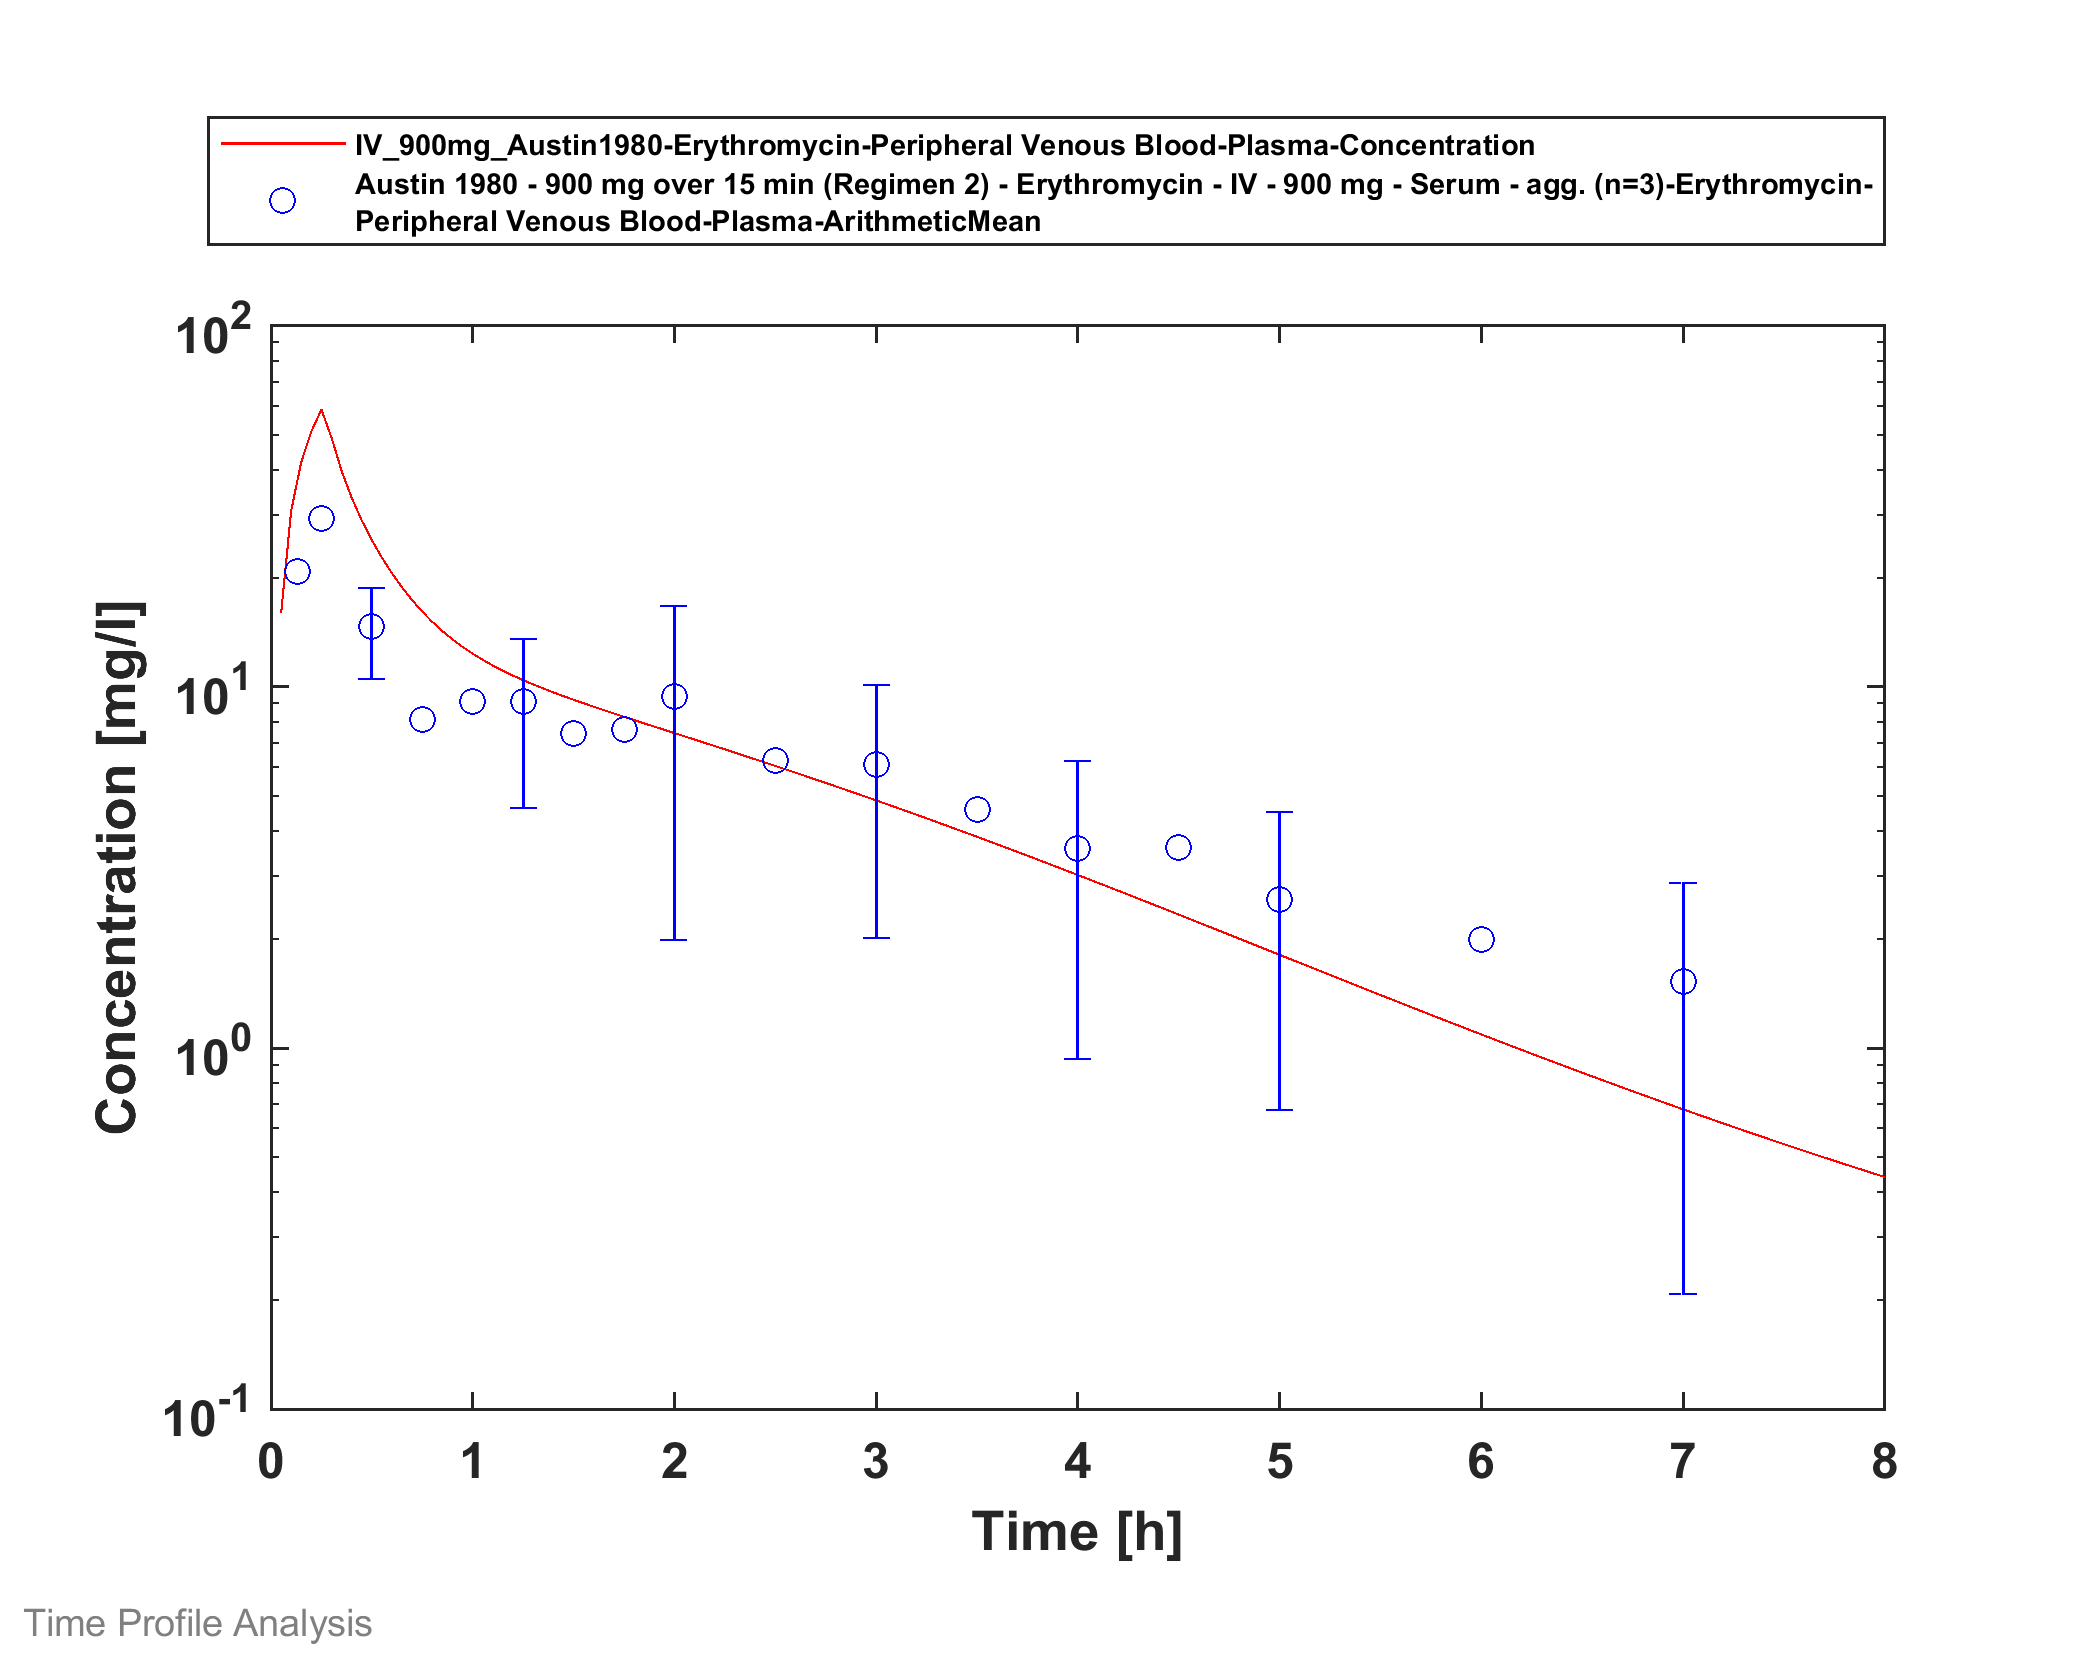 IV_900mg_Austin1980-Erythromycin-Peripheral Venous Blood-Plasma-Concentration
Austin 1980 - 900 mg over 15 min (Regimen 2) - Erythromycin - IV - 900 mg - Serum - agg. (n=3)-Erythromycin-
Peripheral Venous Blood-Plasma-ArithmeticMean
10^2
10^1
10^0
10^-1
Concentration [mg/l]
0 1 2 3 4 5 6 7 8
Time [h]
Time Profile Analysis